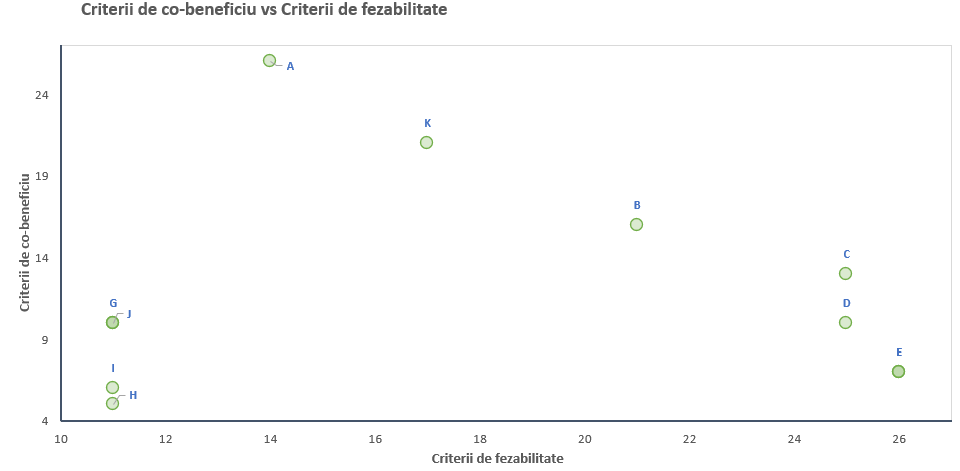 Criterii de co-beneficiu vs Criterii de fezabilitate
A
24
K
19
B
14
C
G
J
D
9
E
I
H
4
10 12 14 16 18 20 22 24 26
Criterii de co-beneficiu
Criterii de fezabilitate